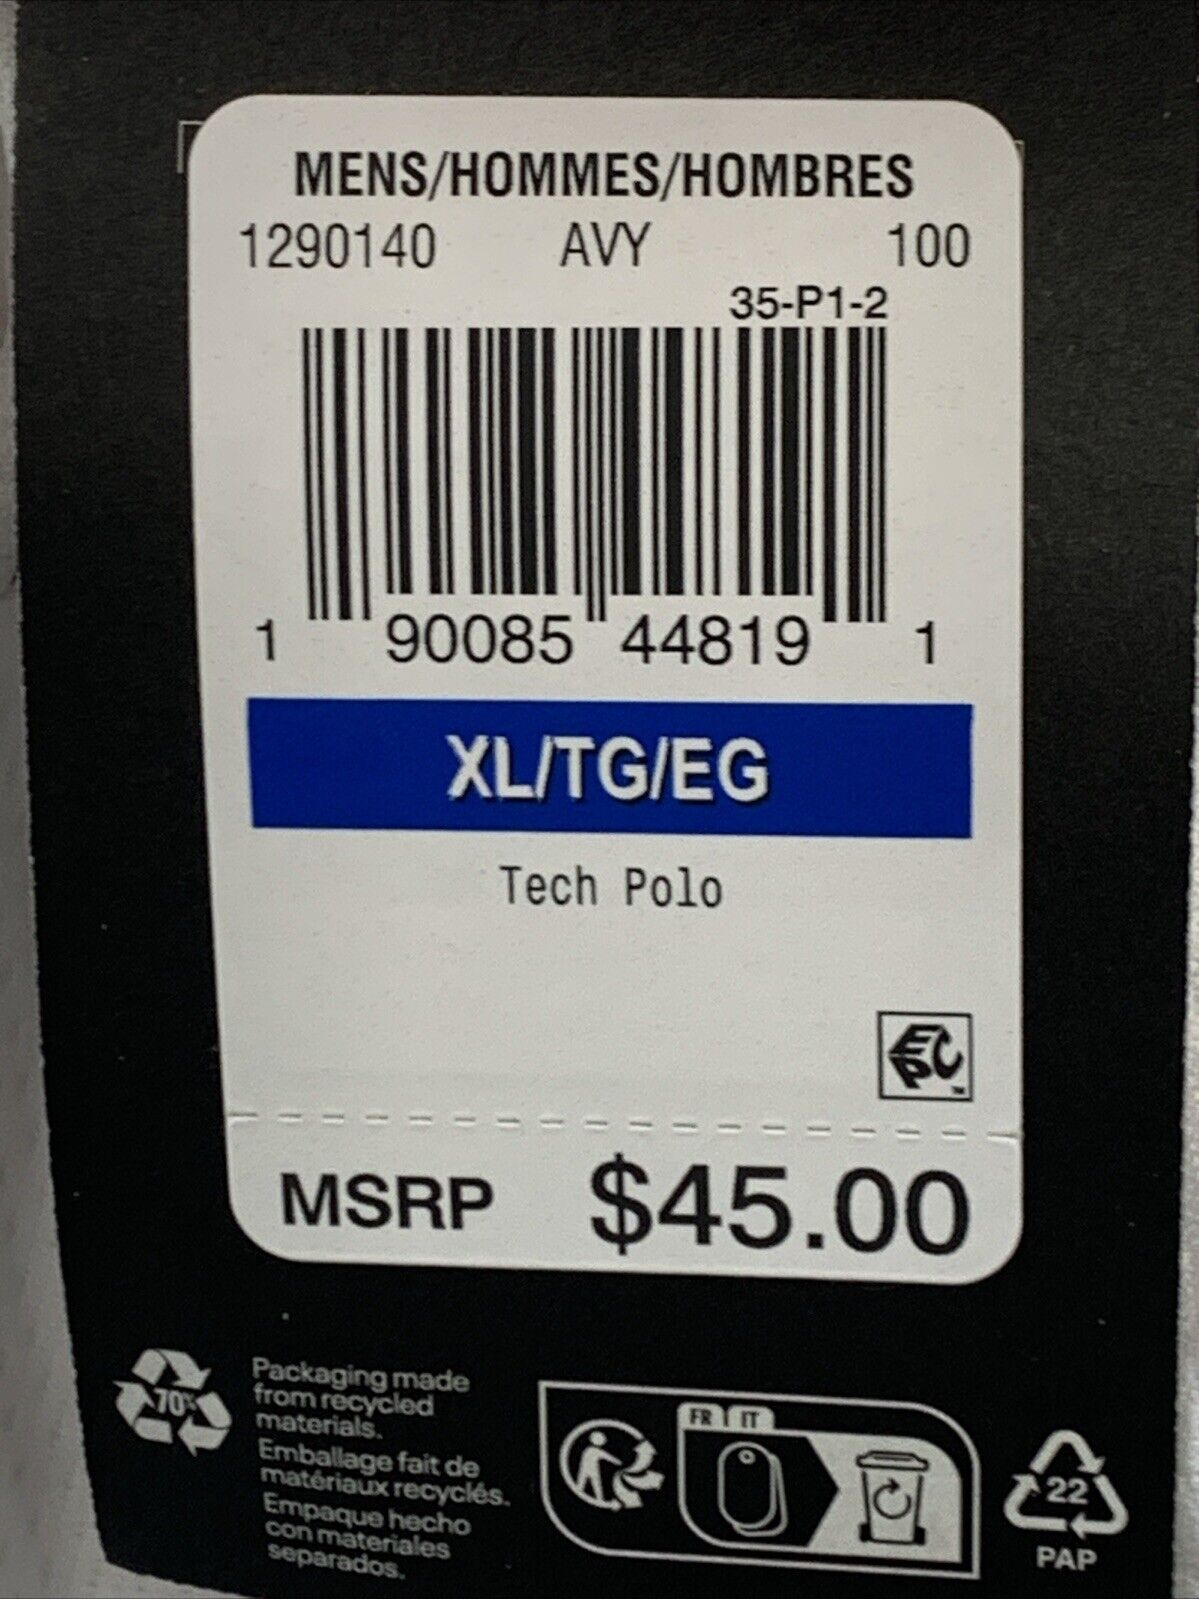 MENS/HOMMES/HOMBRES
1290140 AVY 100
35-P1-2
1 90085 44819 1
XL/TG/EG
Tech Polo
EPC
™
MSRP $45.00
70%
Packaging made
from recycled
materials.
Emballage fait de
matériaux recyclés.
Empaque hecho
con materiales
separados.
FR IT
22
PAP